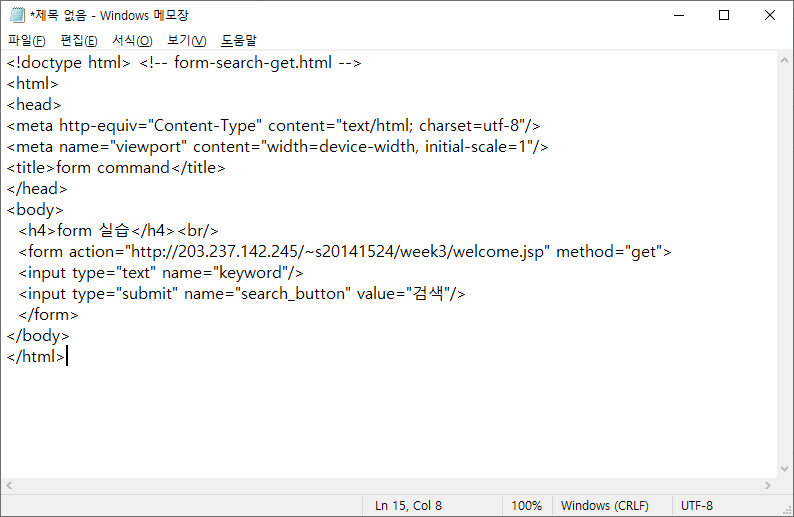 *제목 없음 - Windows 메모장
파일(F) 편집(E) 서식(O) 보기(V) 도움말
<!doctype html> <!-- form-search-get.html -->
<html>
<head>
<meta http-equiv="Content-Type" content="text/html; charset=utf-8"/>
<meta name="viewport" content="width=device-width, initial-scale=1"/>
<title>form command</title>
</head>
<body>
<h4>form 실습</h4><br/>
<form action="http://203.237.142.245/~s20141524/week3/welcome.jsp" method="get">
<input type="text" name="keyword"/>
<input type="submit" name="search_button" value="검색"/>
</form>
</body>
</html>
Ln 15, Col 8 100% Windows (CRLF) UTF-8